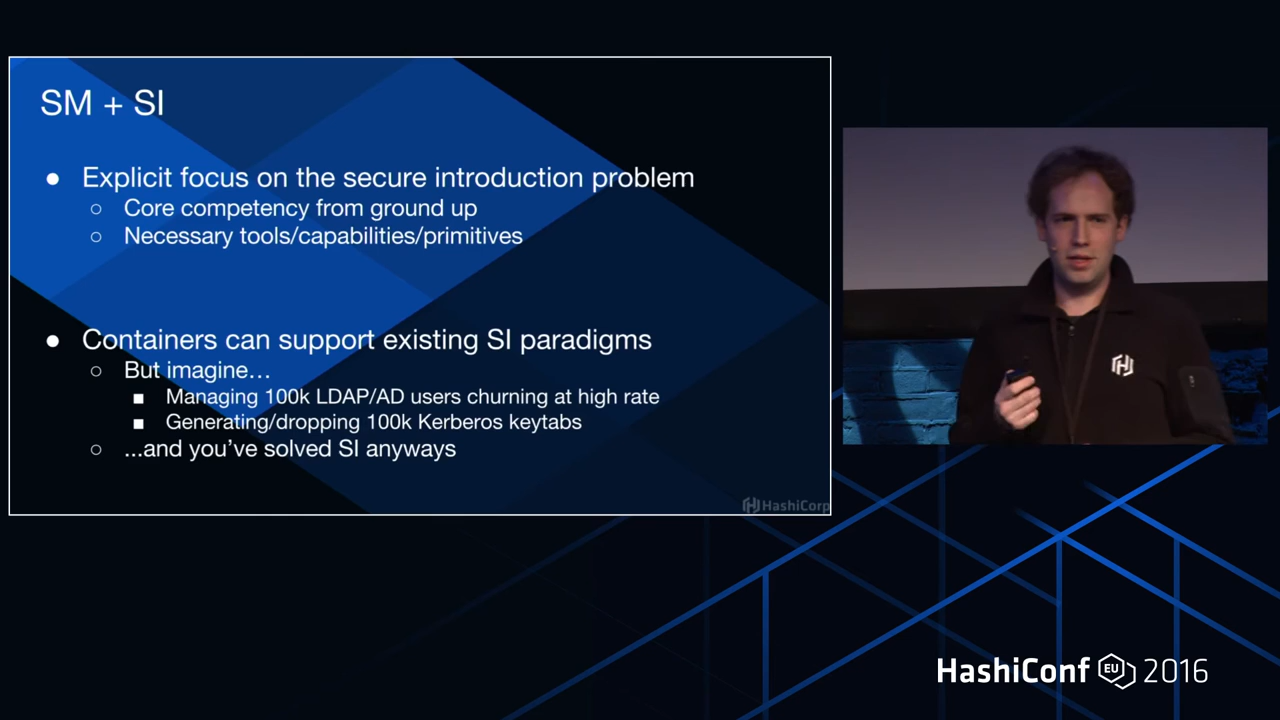 SM + SI
● Explicit focus on the secure introduction problem
○ Core competency from ground up
○ Necessary tools/capabilities/primitives
● Containers can support existing SI paradigms
○ But imagine…
■ Managing 100k LDAP/AD users churning at high rate
■ Generating/dropping 100k Kerberos keytabs
○ ...and you’ve solved SI anyways
HashiCorp
HashiConf EU 2016